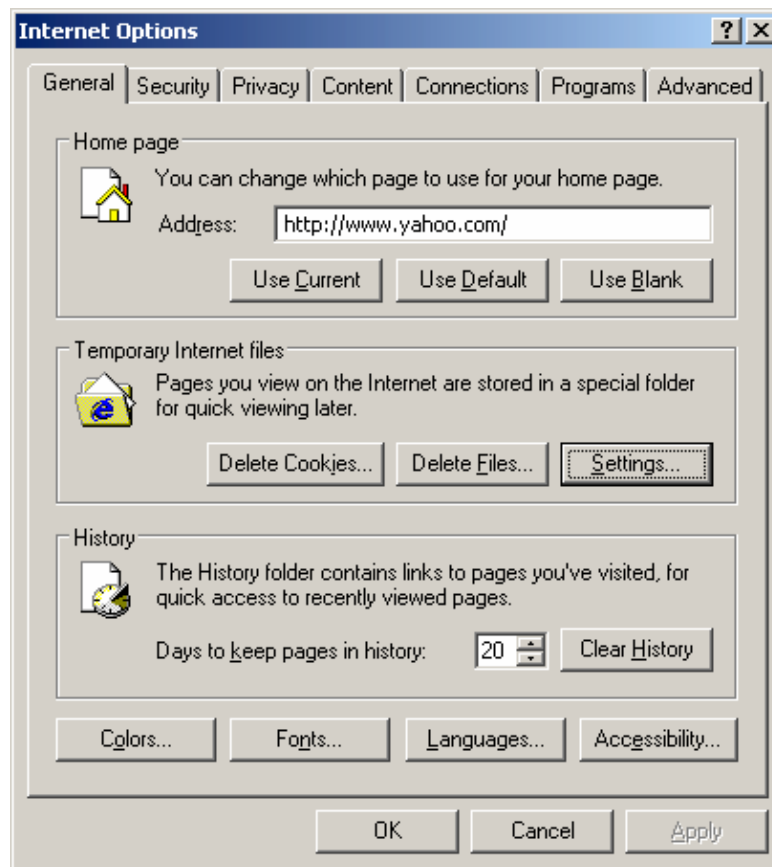 Internet Options
General Security Privacy Content Connections Programs Advanced
Home page
You can change which page to use for your home page.
Address: http://www.yahoo.com/
Use Current Use Default Use Blank
Temporary Internet files
Pages you view on the Internet are stored in a special folder
for quick viewing later.
Delete Cookies... Delete Files... Settings...
History
The History folder contains links to pages you've visited, for
quick access to recently viewed pages.
Days to keep pages in history: 20 Clear History
Colors... Fonts... Languages... Accessibility...
OK Cancel Apply